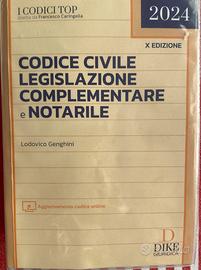 I CODICI TOP
diretta da Francesco Caringella
2024
X EDIZIONE
CODICE CIVILE
LEGISLAZIONE
COMPLEMENTARE
e NOTARILE
Lodovico Genghini
Aggiornamento codice online
D
DIKE
GIURIDICA